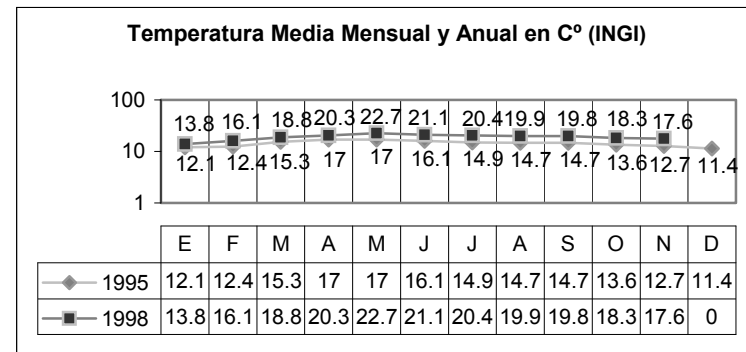 Temperatura Media Mensual y Anual en Cº (INGI)
100
13.8 16.1 18.8 20.3 22.7 21.1 20.4 19.9 19.8 18.3 17.6
10
12.1 12.4 15.3 17 17 16.1 14.9 14.7 14.7 13.6 12.7 11.4
1
E F M A M J J A S O N D
1995 12.1 12.4 15.3 17 17 16.1 14.9 14.7 14.7 13.6 12.7 11.4
1998 13.8 16.1 18.8 20.3 22.7 21.1 20.4 19.9 19.8 18.3 17.6 0